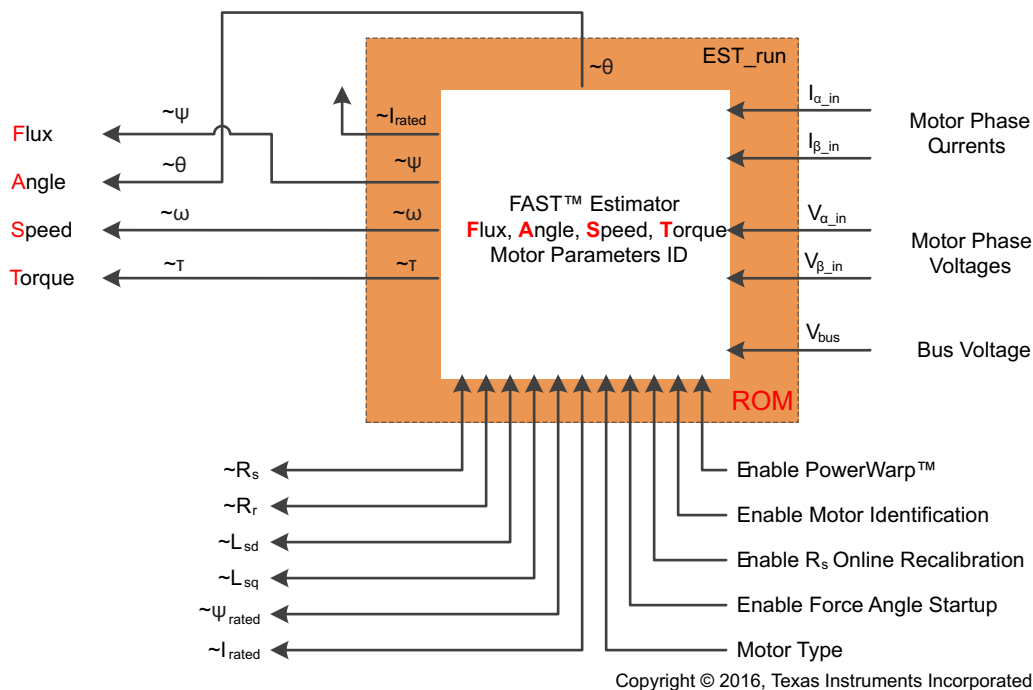 EST_run
~θ
~I_rated
~Ψ
~ω
~τ
FAST™ Estimator
Flux, Angle, Speed, Torque
Motor Parameters ID
ROM
~Ψ
Flux
~θ
Angle
~ω
Speed
~τ
Torque
I_α_in
I_β_in
Motor Phase
Currents
V_α_in
V_β_in
Motor Phase
Voltages
V_bus
Bus Voltage
~R_s
~R_r
~L_sd
~L_sq
~Ψ_rated
~I_rated
Enable PowerWarp™
Enable Motor Identification
Enable R_s Online Recalibration
Enable Force Angle Startup
Motor Type
Copyright © 2016, Texas Instruments Incorporated